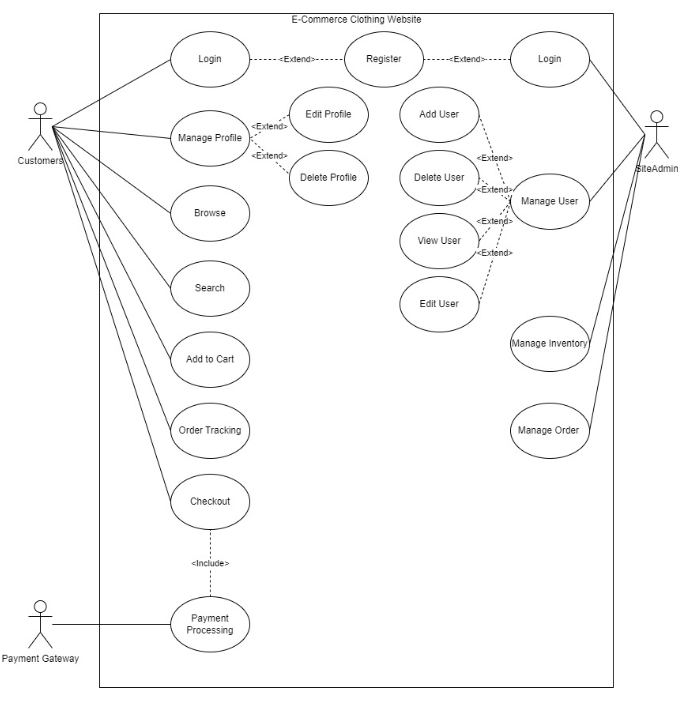 E-Commerce Clothing Website
Login
<Extend>
Register
<Extend>
Login
Customers
Manage Profile
<Extend>
<Extend>
Edit Profile
Delete Profile
Add User
Delete User
View User
Edit User
<Extend>
<Extend>
<Extend>
<Extend>
Manage User
SiteAdmin
Browse
Search
Add to Cart
Order Tracking
Checkout
Manage Inventory
Manage Order
<Include>
Payment
Processing
Payment Gateway